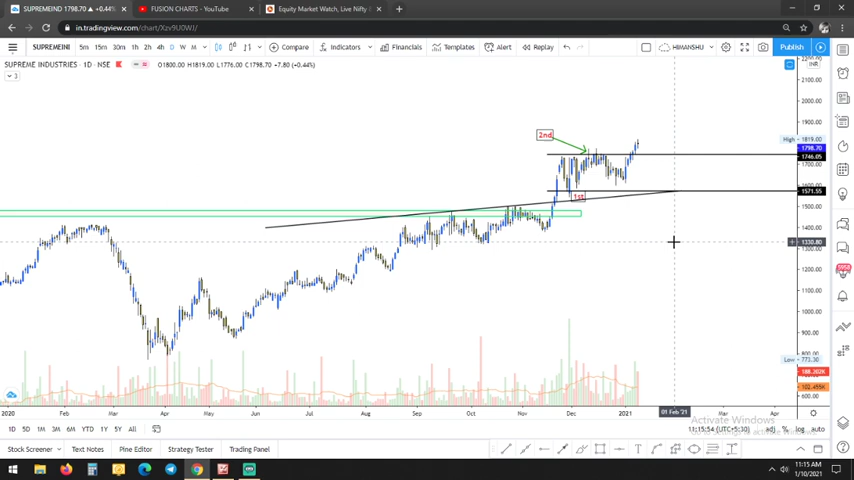 SUPREMEIND 1798.70 ▲ +0.44%
FUSION CHARTS - YouTube
Equity Market Watch, Live Nifty
in.tradingview.com/chart/Xzv9U0WJ/
SUPREMEINI 5m 15m 30m 1h 2h 4h D W M Compare Indicators Financials Templates Alert Replay HIMANSHU Publish
SUPREME INDUSTRIES · 1D · NSE O1800.00 H1819.00 L1776.00 C1798.70 +7.80 (+0.44%)
3
INR
2200.00
2100.00
2000.00
1900.00
High 1819.00
1798.70
1746.05
1700.00
1600.00
1571.55
1500.00
1400.00
1330.80
1300.00
1200.00
1100.00
1000.00
900.00
800.00
Low 773.30
188.202K
102.455K
600.00
2nd
1st
5958
2020 Feb Mar Apr May Jun Jul Aug Sep Oct Nov Dec 2021 01 Feb '21 Mar Apr
Activate Windows
1D 5D 1M 3M 6M YTD 1Y 5Y All
11:15:54 (UTC+5:30) adj % log auto
Stock Screener Text Notes Pine Editor Strategy Tester Trading Panel
11:15 AM
1/10/2021